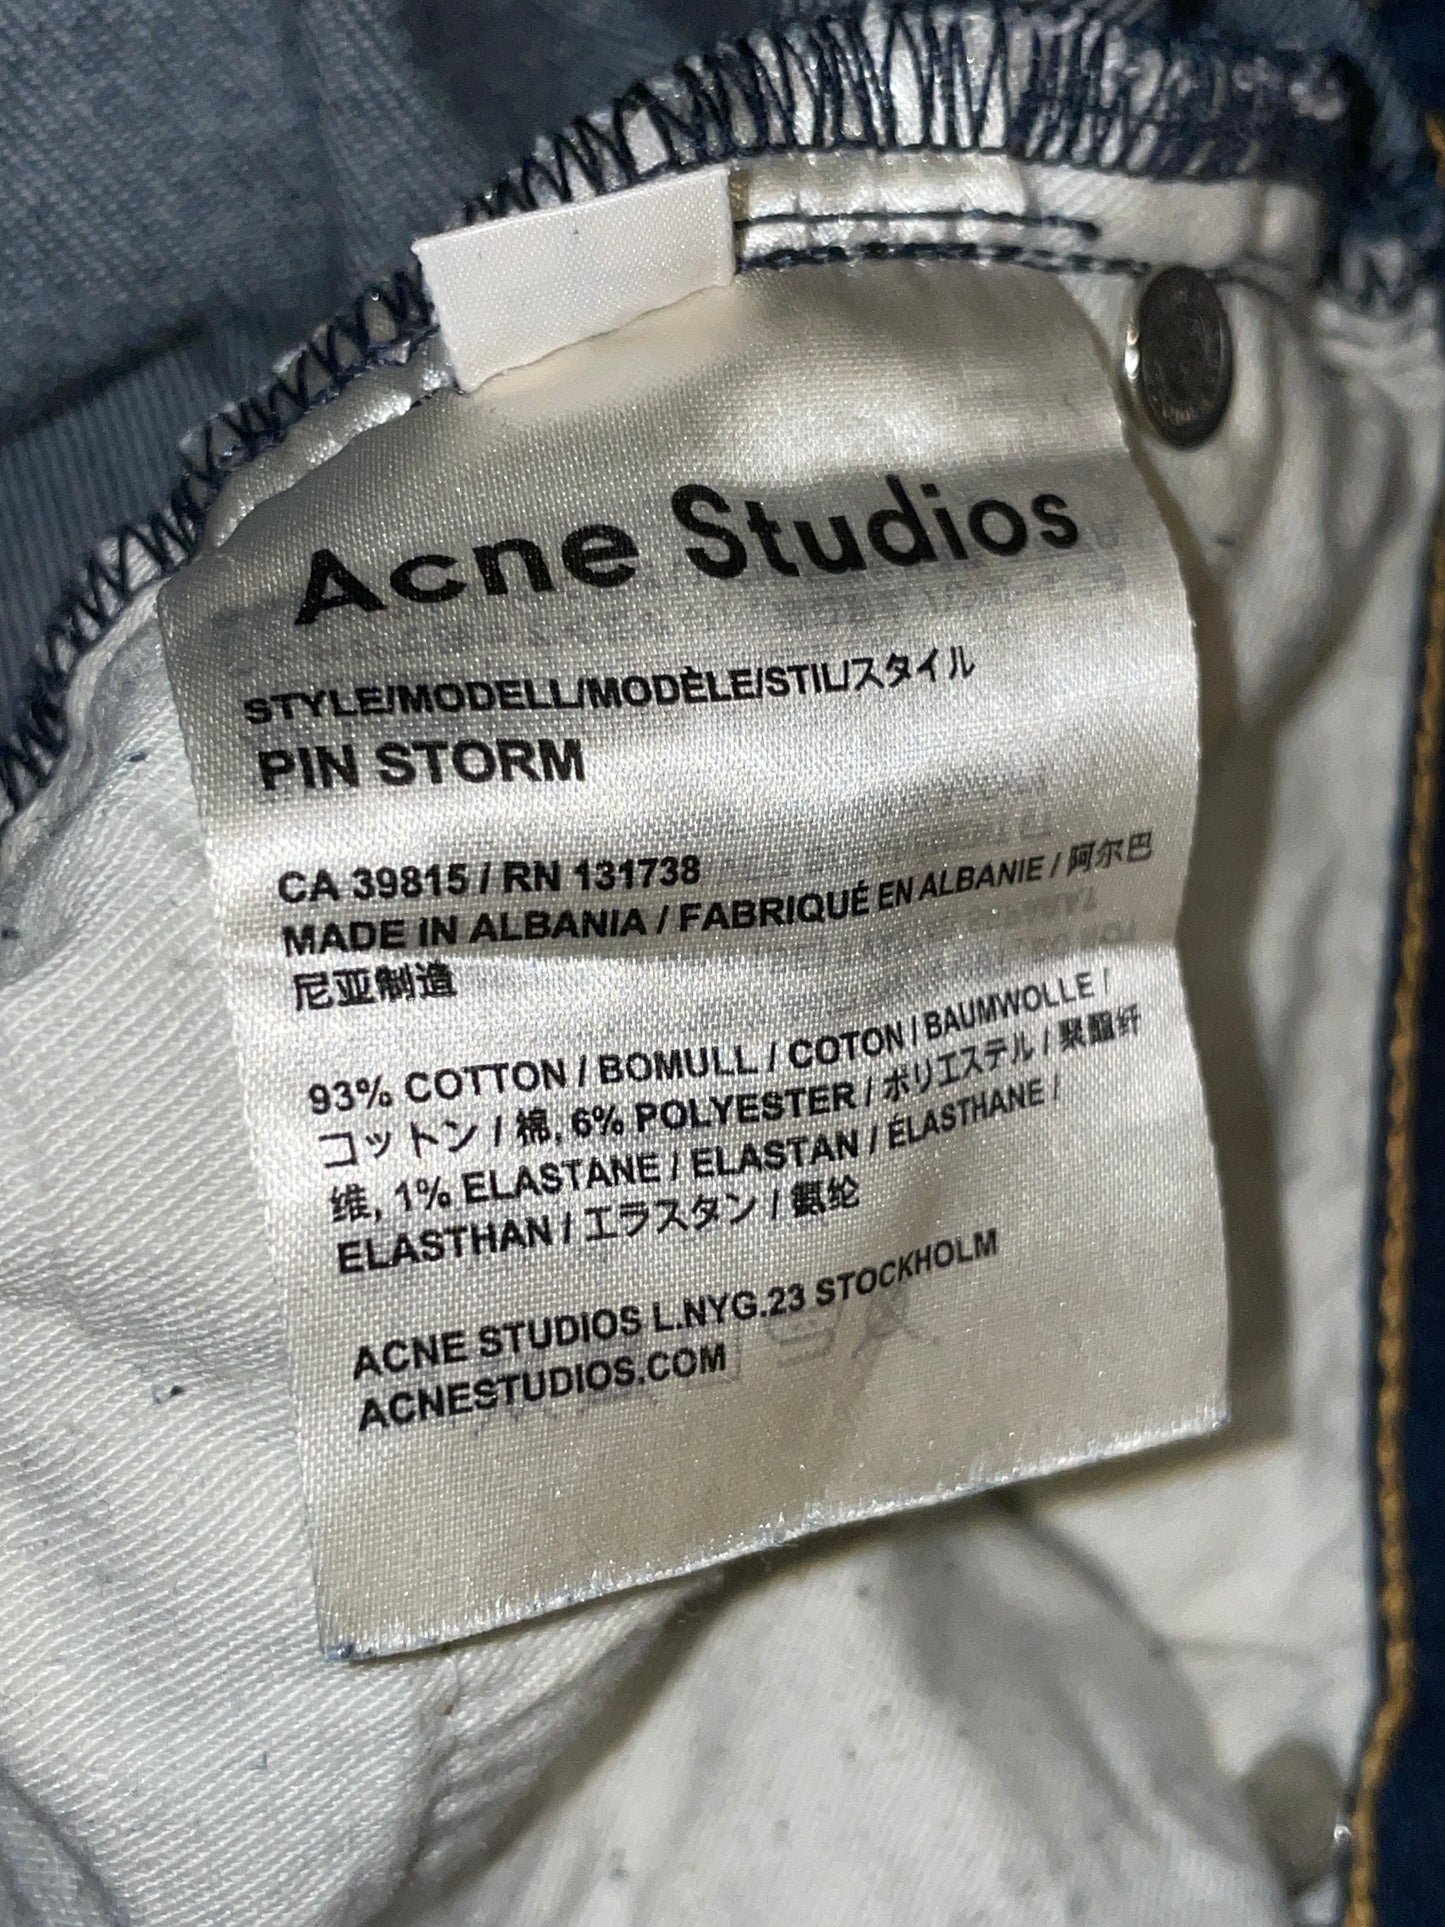 Acne Studios
STYLE/MODELL/MODÈLE/STIL/スタイル
PIN STORM
CA 39815 / RN 131738
MADE IN ALBANIA / FABRIQUÉ EN ALBANIE / 阿尔巴
尼亚制造
93% COTTON / BOMULL / COTON / BAUMWOLLE /
コットン / 棉, 6% POLYESTER / ポリエステル / 聚酯纤
维, 1% ELASTANE / ELASTAN / ÉLASTHANE /
ELASTHAN / エラスタン / 氨纶
ACNE STUDIOS L.NYG.23 STOCKHOLM
ACNESTUDIOS.COM